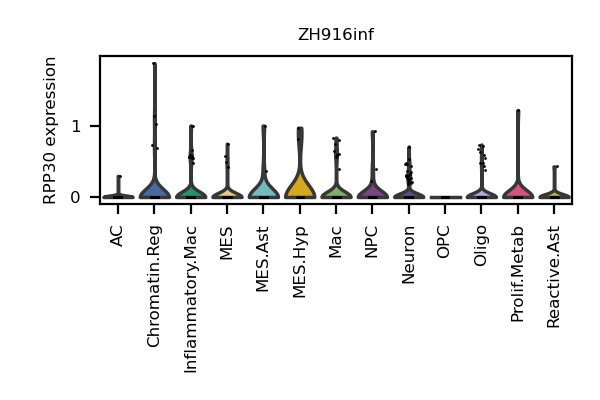 ZH916inf
RPP30 expression
1
0
AC
Chromatin.Reg
Inflammatory.Mac
MES
MES.Ast
MES.Hyp
Mac
NPC
Neuron
OPC
Oligo
Prolif.Metab
Reactive.Ast